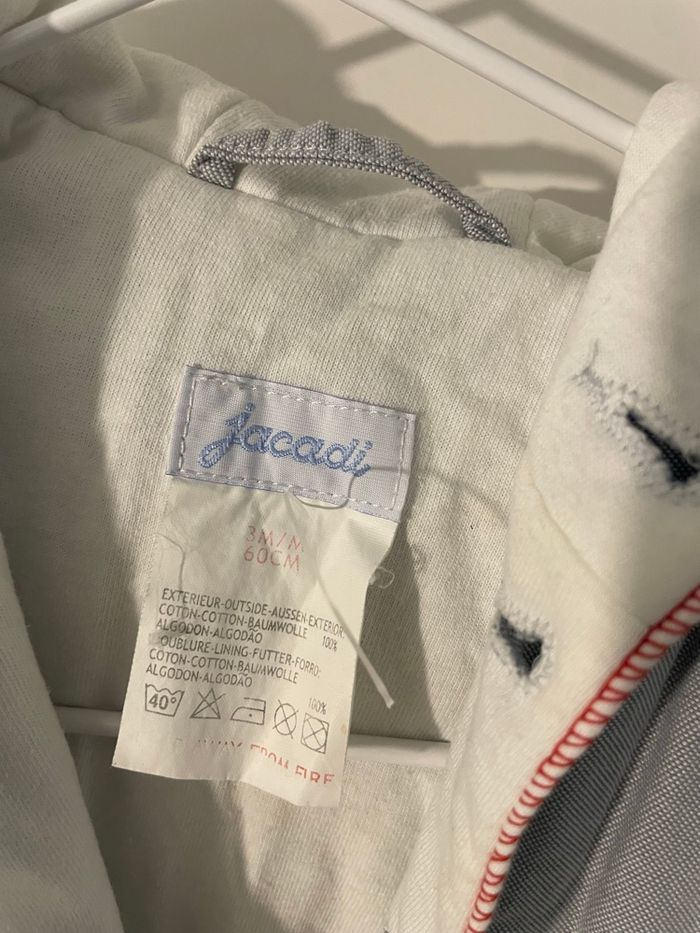 jacadi
3M/M
60CM
EXTERIEUR-OUTSIDE-AUSSEN-EXTERIOR:
COTON-COTTON-BAUMWOLLE 100%
ALGODON-ALGODÃO
DOUBLURE-LINING-FUTTER-FORRO:
COTON-COTTON-BAUMWOLLE
ALGODON-ALGODÃO 100%
40°
AWAY FROM FIRE